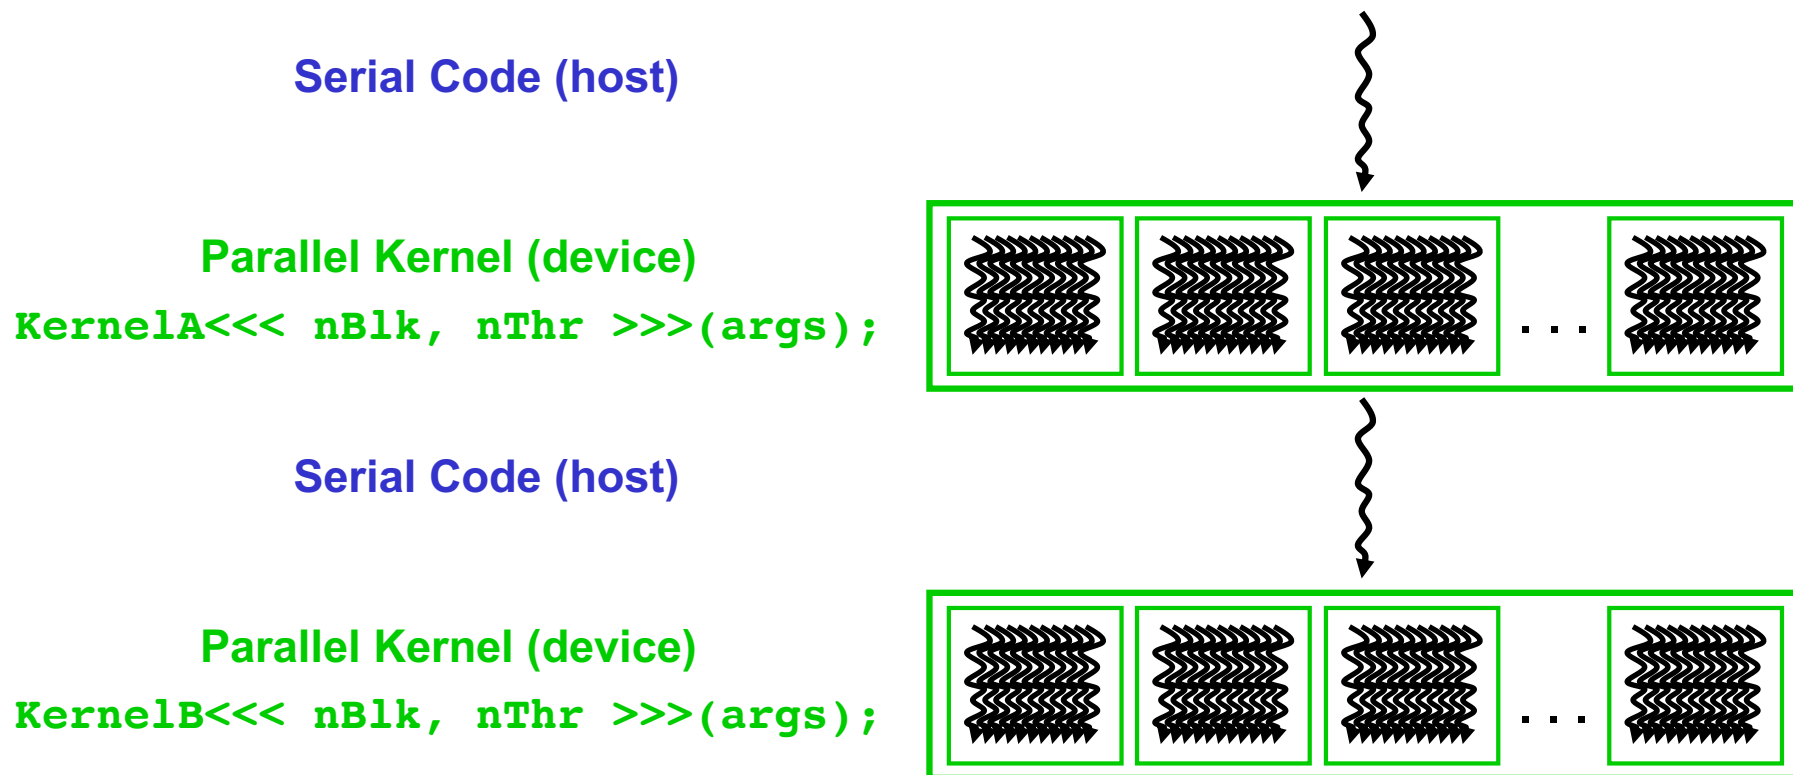 Serial Code (host)
Parallel Kernel (device)
KernelA<<< nBlk, nThr >>>(args);
. . .
Serial Code (host)
Parallel Kernel (device)
KernelB<<< nBlk, nThr >>>(args);
. . .